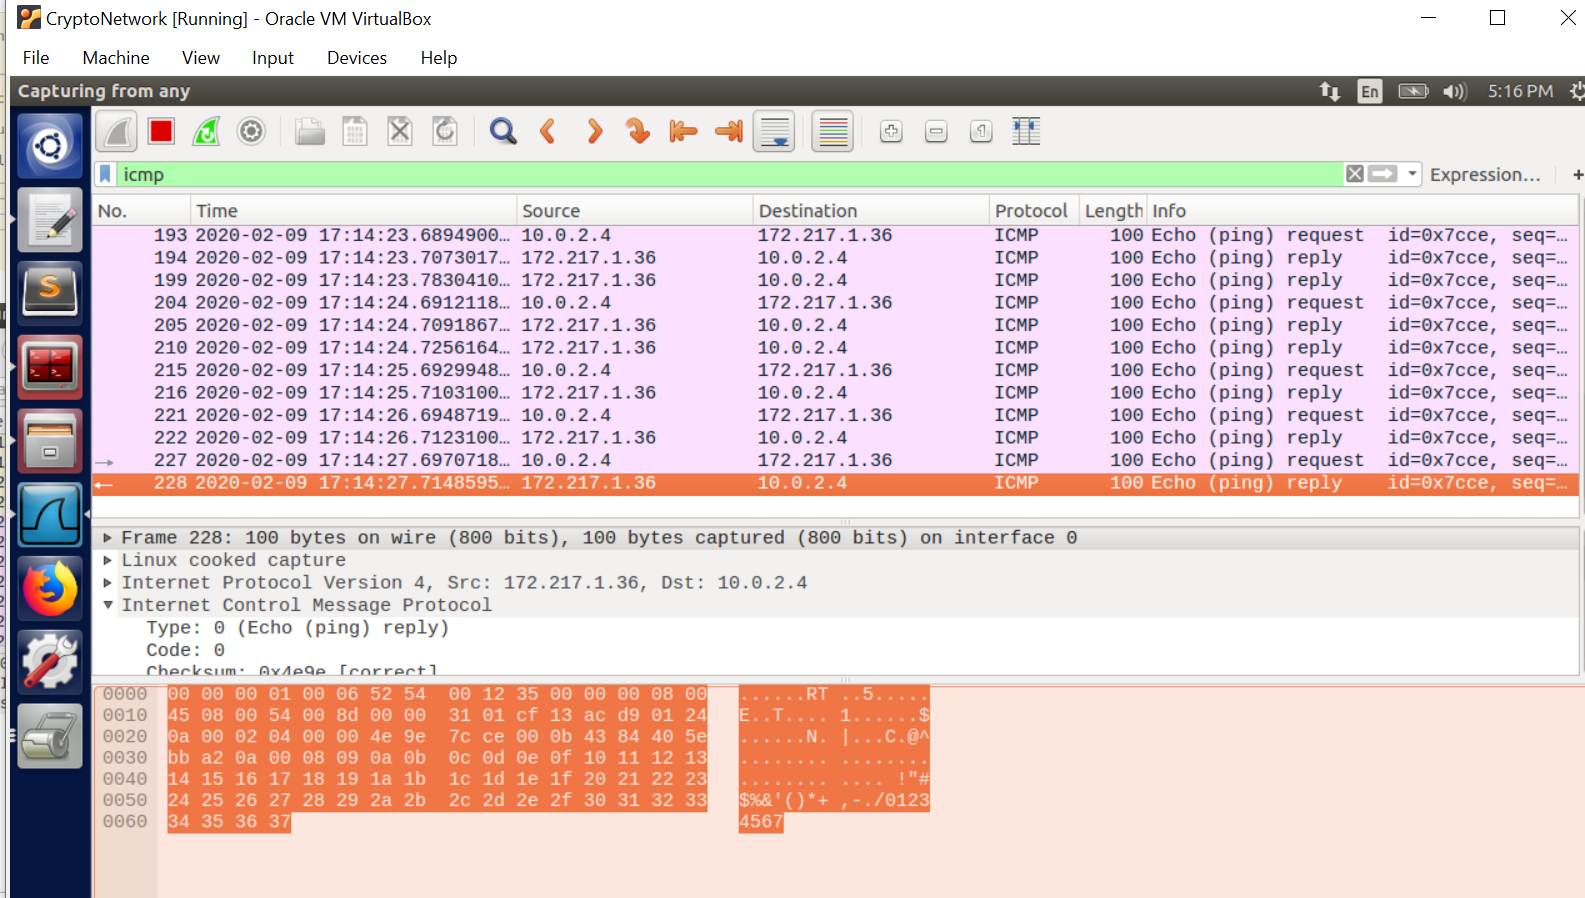 CryptoNetwork [Running] - Oracle VM VirtualBox
File Machine View Input Devices Help
Capturing from any En 5:16 PM
icmp Expression… +
No. Time Source Destination Protocol Length Info
193 2020-02-09 17:14:23.6894900… 10.0.2.4 172.217.1.36 ICMP 100 Echo (ping) request id=0x7cce, seq=…
194 2020-02-09 17:14:23.7073017… 172.217.1.36 10.0.2.4 ICMP 100 Echo (ping) reply id=0x7cce, seq=…
199 2020-02-09 17:14:23.7830410… 172.217.1.36 10.0.2.4 ICMP 100 Echo (ping) reply id=0x7cce, seq=…
204 2020-02-09 17:14:24.6912118… 10.0.2.4 172.217.1.36 ICMP 100 Echo (ping) request id=0x7cce, seq=…
205 2020-02-09 17:14:24.7091867… 172.217.1.36 10.0.2.4 ICMP 100 Echo (ping) reply id=0x7cce, seq=…
210 2020-02-09 17:14:24.7256164… 172.217.1.36 10.0.2.4 ICMP 100 Echo (ping) reply id=0x7cce, seq=…
215 2020-02-09 17:14:25.6929948… 10.0.2.4 172.217.1.36 ICMP 100 Echo (ping) request id=0x7cce, seq=…
216 2020-02-09 17:14:25.7103100… 172.217.1.36 10.0.2.4 ICMP 100 Echo (ping) reply id=0x7cce, seq=…
221 2020-02-09 17:14:26.6948719… 10.0.2.4 172.217.1.36 ICMP 100 Echo (ping) request id=0x7cce, seq=…
222 2020-02-09 17:14:26.7123100… 172.217.1.36 10.0.2.4 ICMP 100 Echo (ping) reply id=0x7cce, seq=…
227 2020-02-09 17:14:27.6970718… 10.0.2.4 172.217.1.36 ICMP 100 Echo (ping) request id=0x7cce, seq=…
228 2020-02-09 17:14:27.7148595… 172.217.1.36 10.0.2.4 ICMP 100 Echo (ping) reply id=0x7cce, seq=…
Frame 228: 100 bytes on wire (800 bits), 100 bytes captured (800 bits) on interface 0
Linux cooked capture
Internet Protocol Version 4, Src: 172.217.1.36, Dst: 10.0.2.4
Internet Control Message Protocol
Type: 0 (Echo (ping) reply)
Code: 0
Checksum: 0x4e9e [correct]
0000 00 00 00 01 00 06 52 54 00 12 35 00 00 00 08 00 ......RT ..5.....
0010 45 08 00 54 00 8d 00 00 31 01 cf 13 ac d9 01 24 E..T.... 1......$
0020 0a 00 02 04 00 00 4e 9e 7c ce 00 0b 43 84 40 5e ......N. |...C.@^
0030 bb a2 0a 00 08 09 0a 0b 0c 0d 0e 0f 10 11 12 13 ........ ........
0040 14 15 16 17 18 19 1a 1b 1c 1d 1e 1f 20 21 22 23 ........ .... !"#
0050 24 25 26 27 28 29 2a 2b 2c 2d 2e 2f 30 31 32 33 $%&'()*+ ,-./0123
0060 34 35 36 37 4567